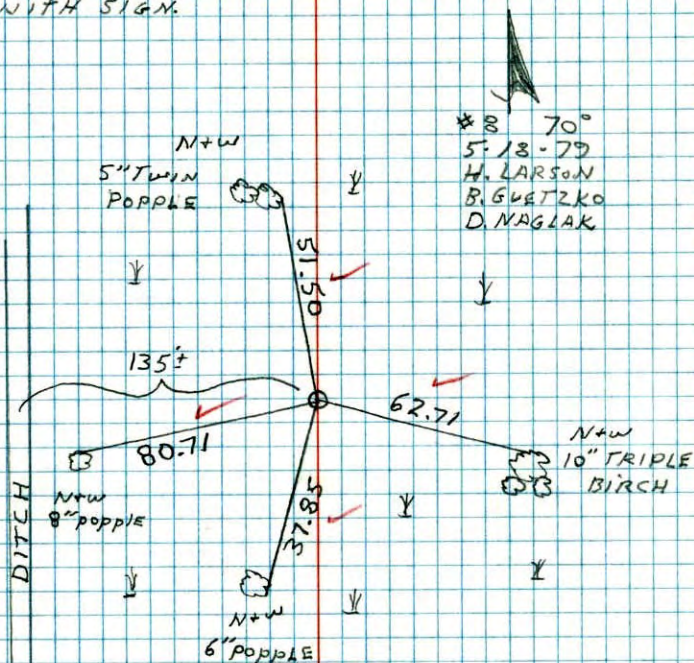 WITH SIGN.
N+W
5" TWIN
POPPLE
#8 70°
5-18-79
H. LARSON
B. GUETZKO
D. NAGLAK
51.50
135'±
62.71
80.71
N+W
10" TRIPLE
BIRCH
N+W
8" POPPLE
37.85
DITCH
N+W
6" POPPLE